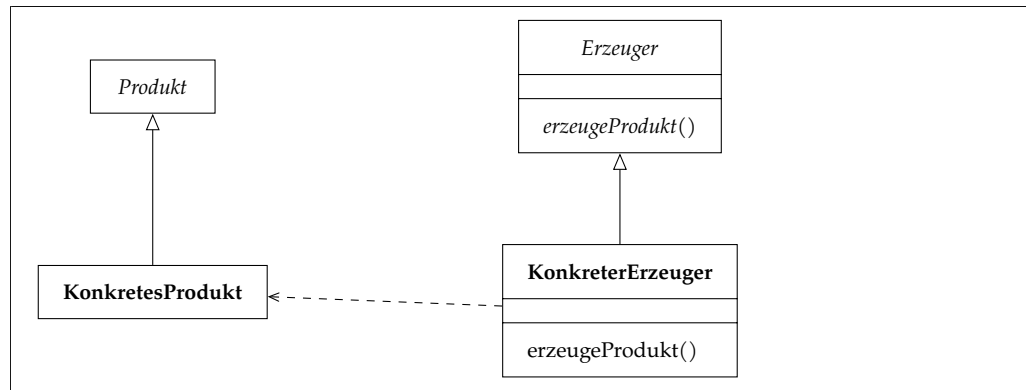 Erzeuger
Produkt
erzeugeProdukt()
KonkreterErzeuger
KonkretesProdukt
erzeugeProdukt()